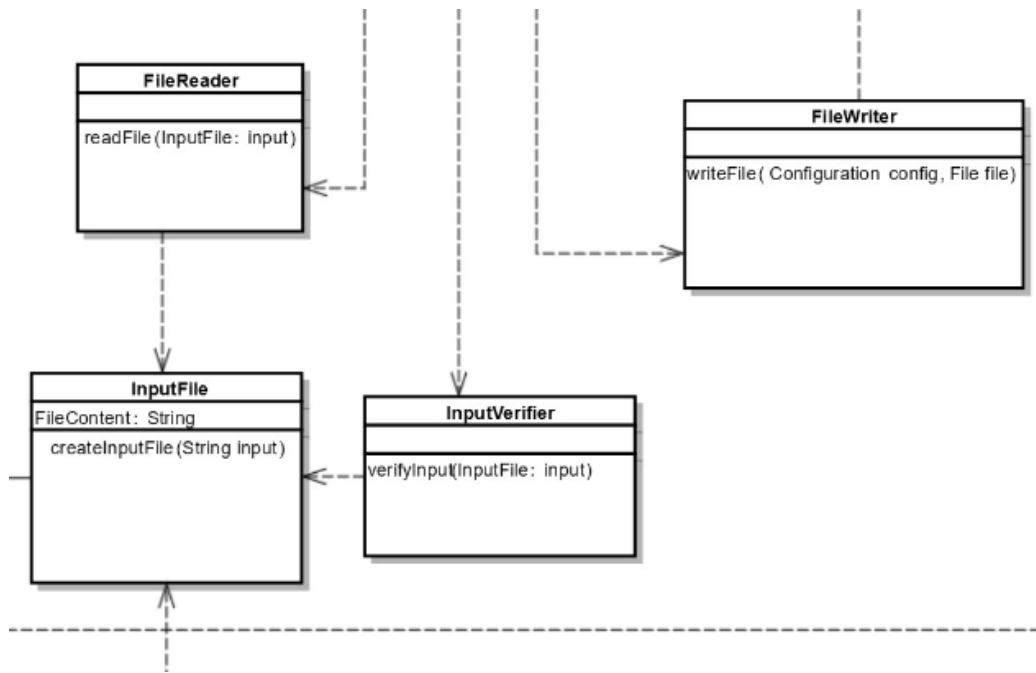 FileReader
readFile(InputFile: input)
FileWriter
writeFile( Configuration config, File file)
InputFile
FileContent: String
createInputFile(String input)
InputVerifier
verifyInput(InputFile: input)